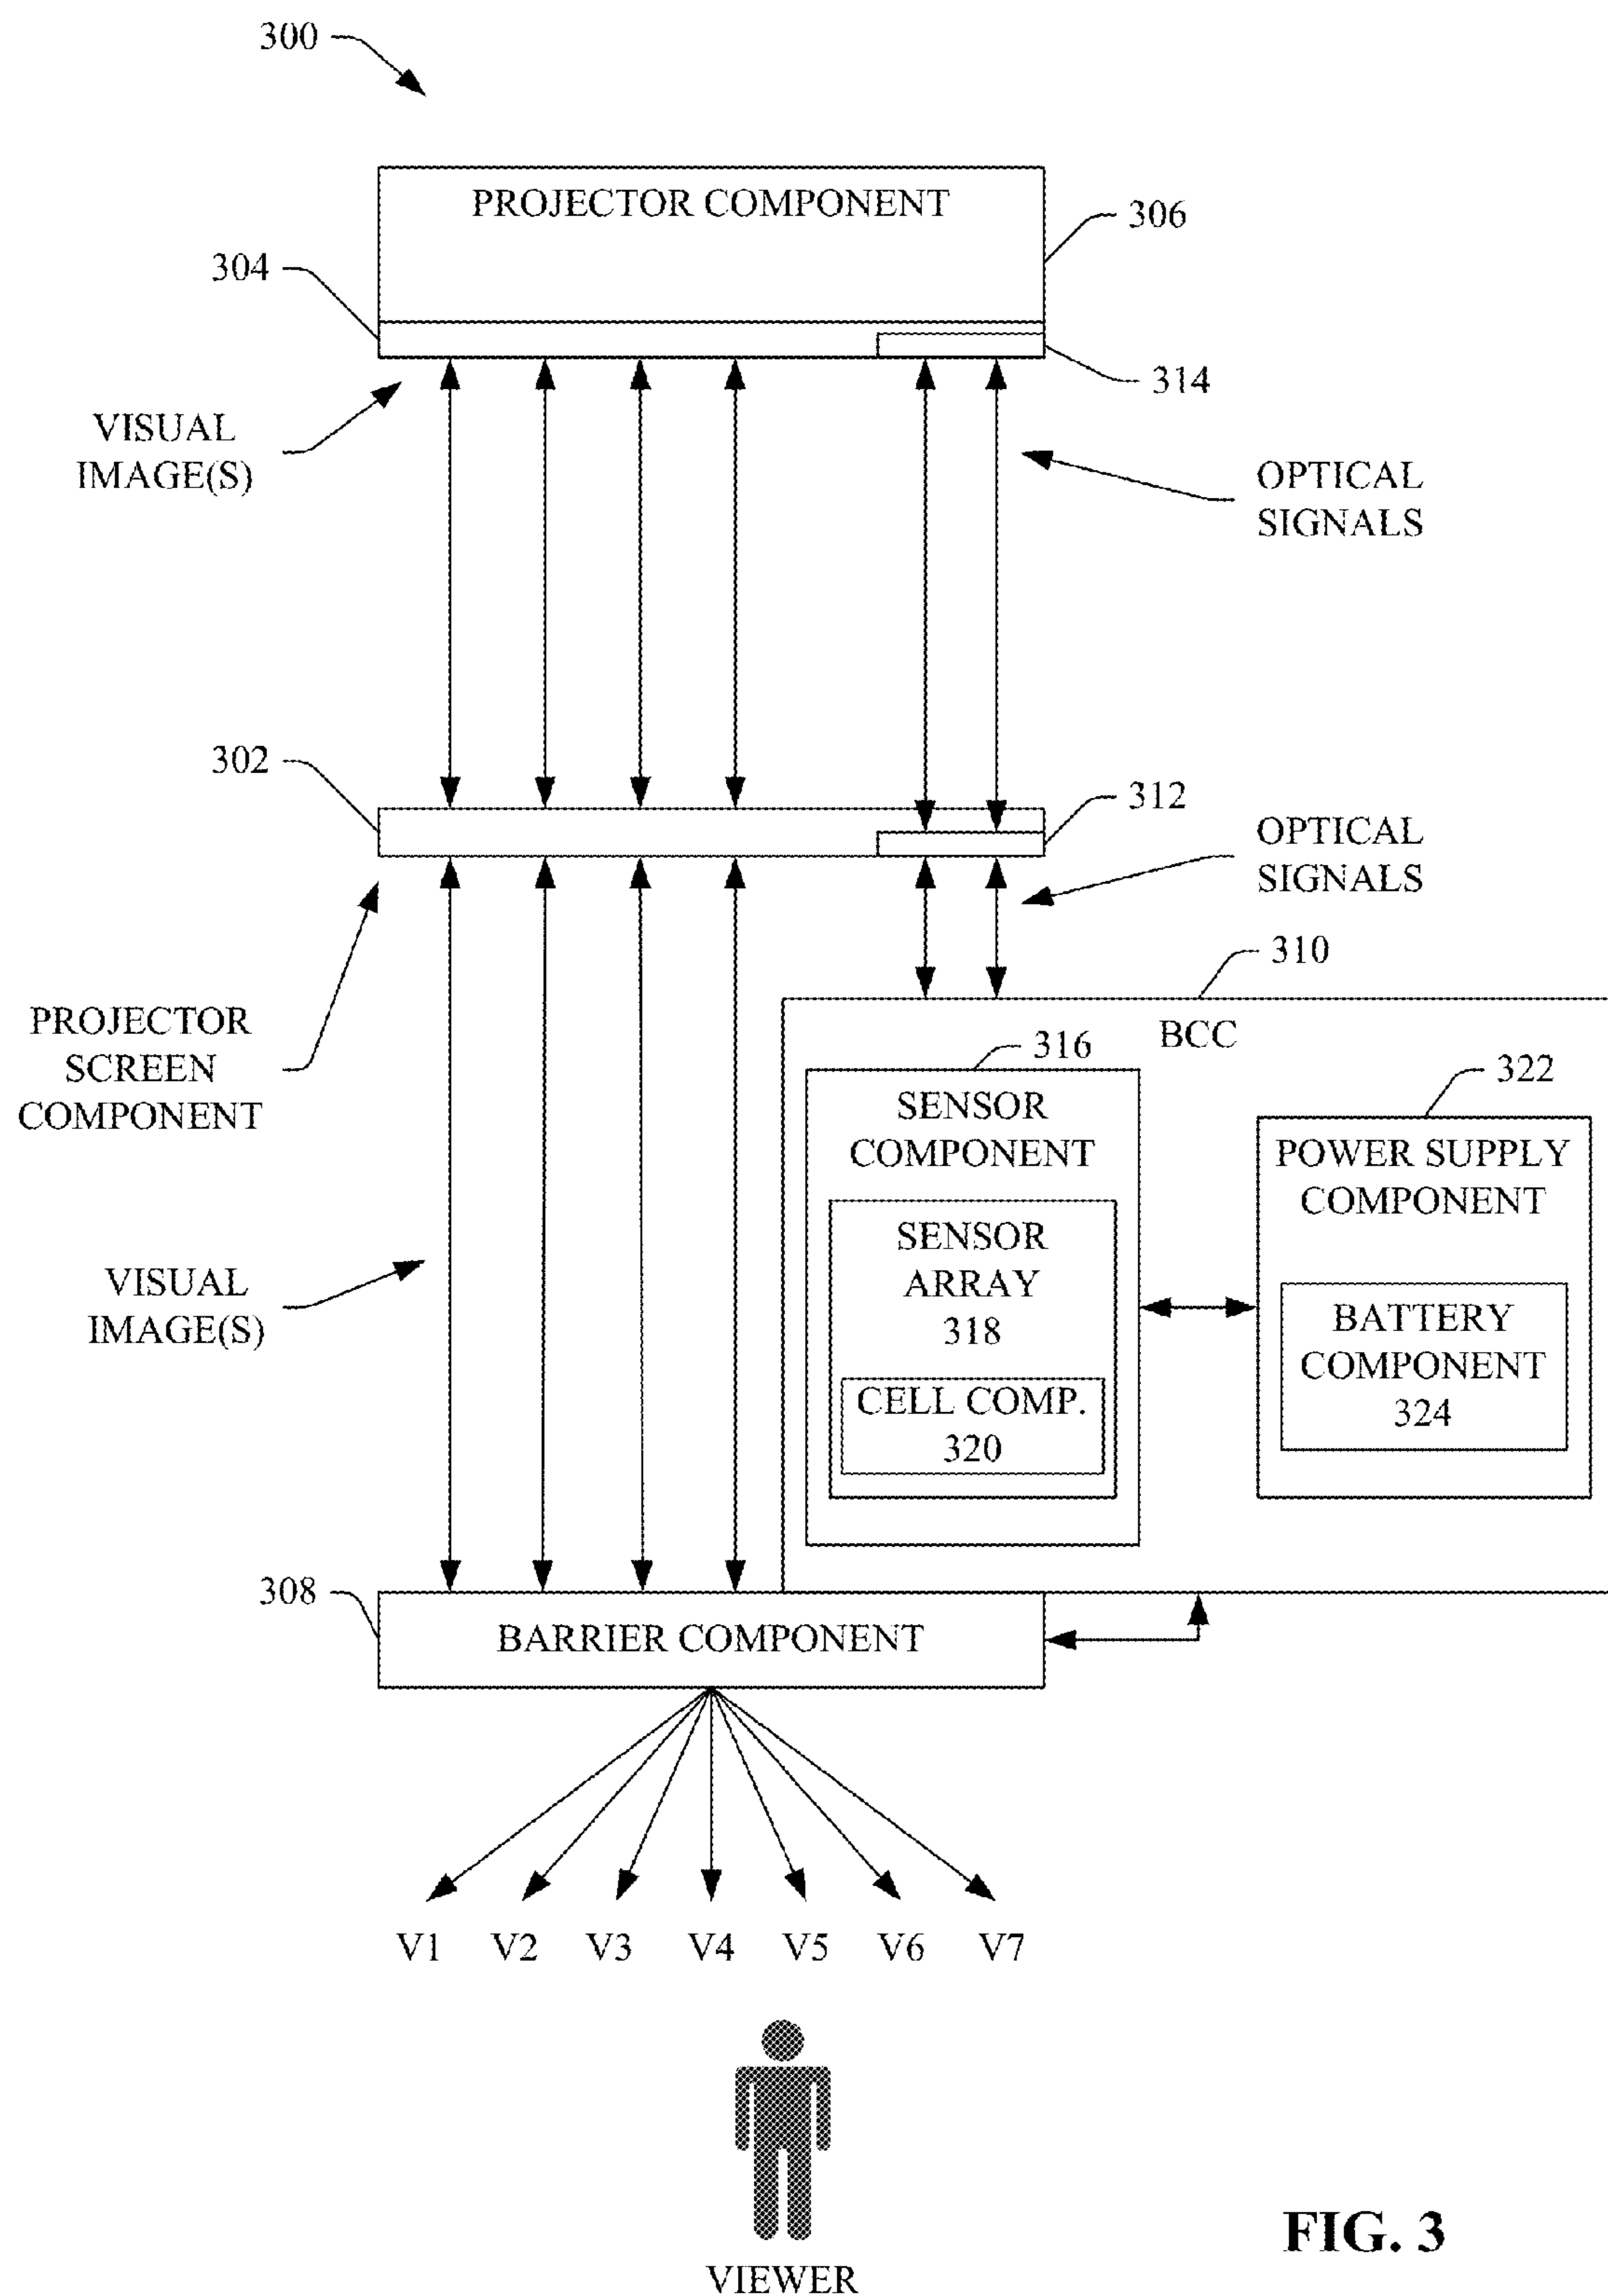 300
PROJECTOR COMPONENT
306
304
314
VISUAL
IMAGE(S)
OPTICAL
SIGNALS
302
312
OPTICAL
SIGNALS
310
PROJECTOR
SCREEN
COMPONENT
BCC
316
322
SENSOR
COMPONENT
POWER SUPPLY
COMPONENT
SENSOR
ARRAY
318
VISUAL
IMAGE(S)
BATTERY
COMPONENT
324
CELL COMP.
320
308
BARRIER COMPONENT
V1 V2 V3 V4 V5 V6 V7
VIEWER
FIG. 3